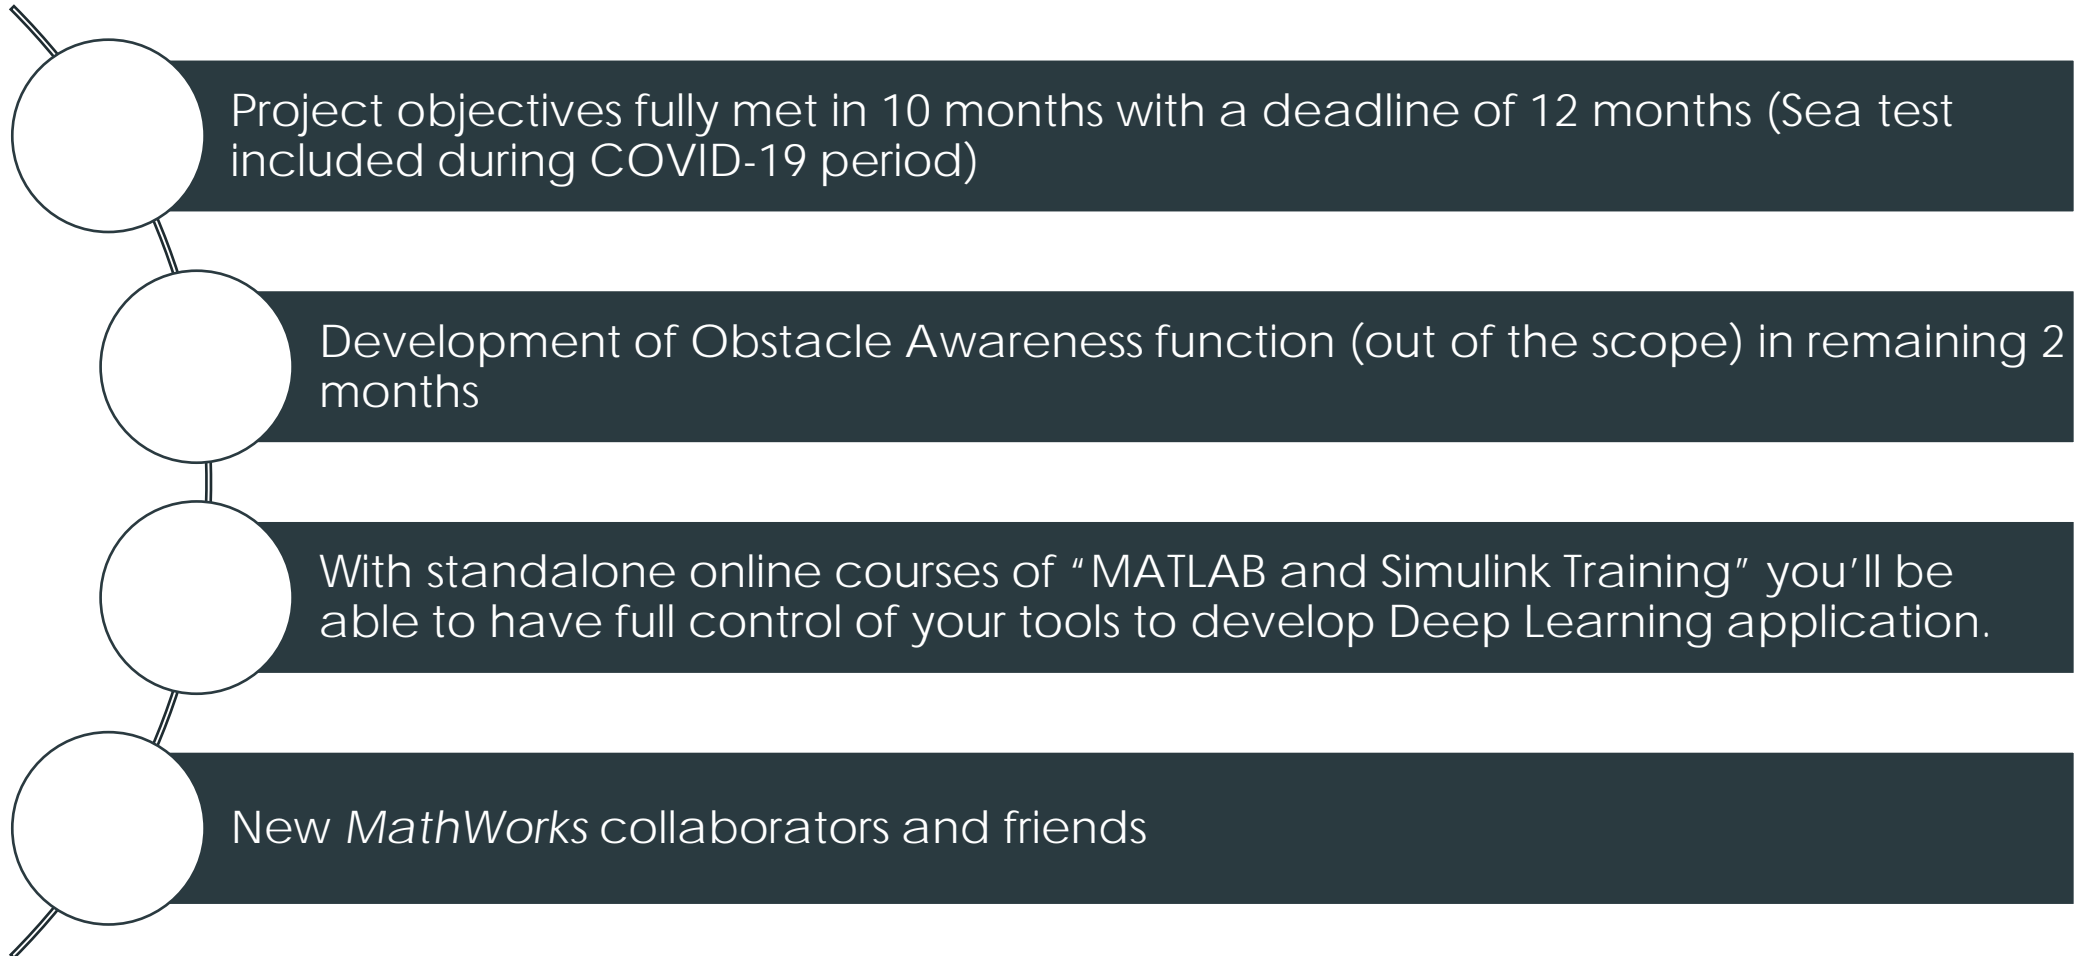 Project objectives fully met in 10 months with a deadline of 12 months (Sea test
included during COVID-19 period)
Development of Obstacle Awareness function (out of the scope) in remaining 2
months
With standalone online courses of “MATLAB and Simulink Training” you’ll be
able to have full control of your tools to develop Deep Learning application.
New MathWorks collaborators and friends